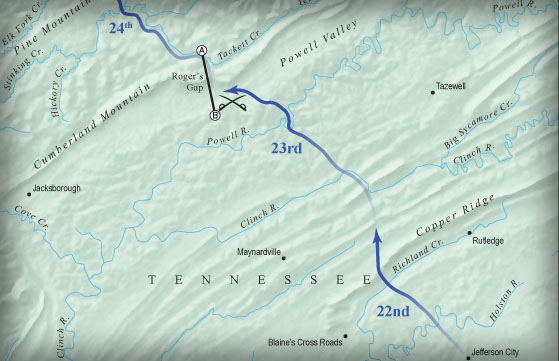 Elk Fork Cr.
Pine Mountain
Stinking Cr.
Hickory Cr.
24th
A
Tackett Cr.
Roger's
Gap
B
Powell Valley
Powell R.
Tazewell
Cumberland Mountain
Powell R.
23rd
Big Sycamore Cr.
Clinch R.
Jacksborough
Cove Cr.
Clinch R.
Copper Ridge
Rutledge
Maynardville
Richland Cr.
TENNESSEE
Holston R.
22nd
Clinch R.
Blaine's Cross Roads
Jefferson City